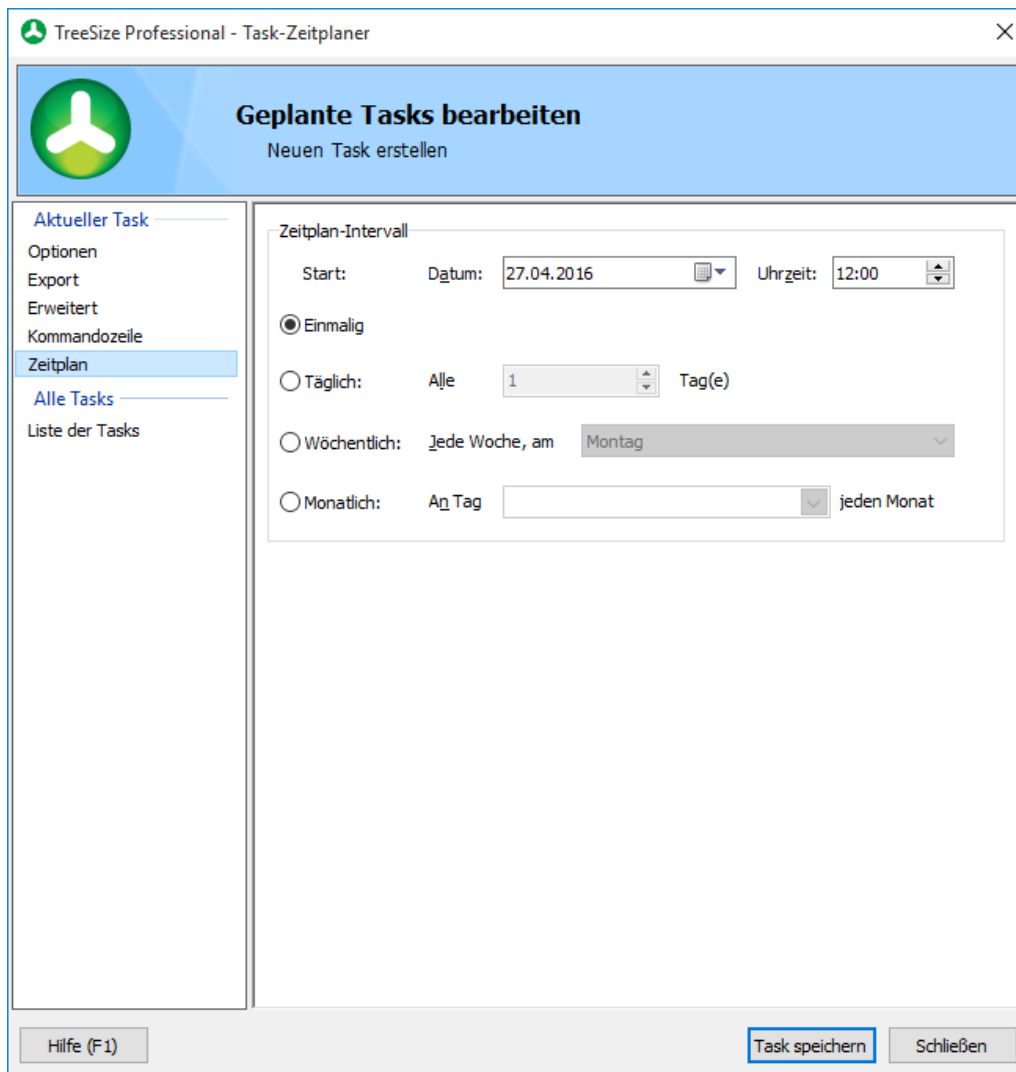 TreeSize Professional - Task-Zeitplaner
Geplante Tasks bearbeiten
Neuen Task erstellen
Aktueller Task
Optionen
Export
Erweitert
Kommandozeile
Zeitplan
Alle Tasks
Liste der Tasks
Zeitplan-Intervall
Start: Datum: 27.04.2016 Uhrzeit: 12:00
Einmalig
Täglich: Alle 1 Tag(e)
Wöchentlich: Jede Woche, am Montag
Monatlich: An Tag jeden Monat
Hilfe (F1) Task speichern Schließen